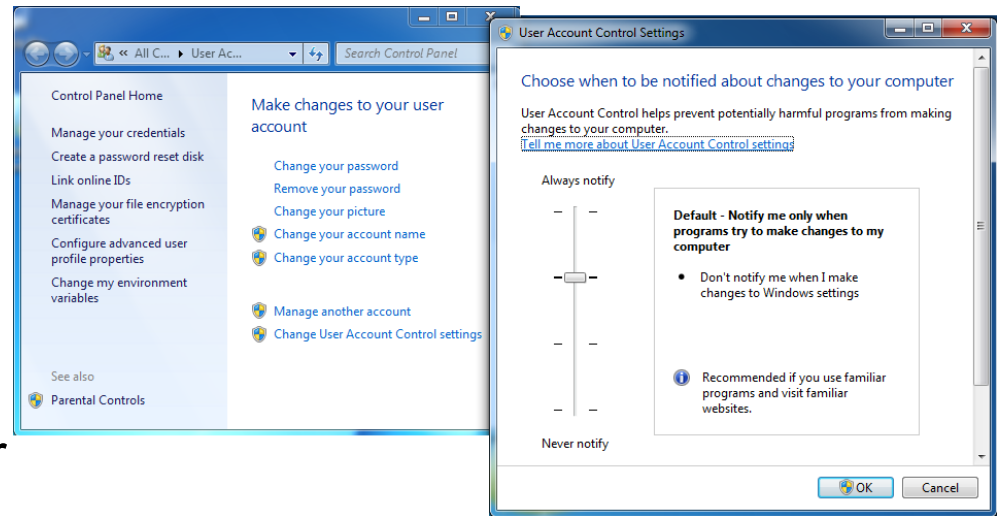 « All C... ▸ User Ac...
Search Control Panel
Control Panel Home
Manage your credentials
Create a password reset disk
Link online IDs
Manage your file encryption
certificates
Configure advanced user
profile properties
Change my environment
variables
See also
Parental Controls
Make changes to your user
account
Change your password
Remove your password
Change your picture
Change your account name
Change your account type
Manage another account
Change User Account Control settings
User Account Control Settings
Choose when to be notified about changes to your computer
User Account Control helps prevent potentially harmful programs from making
changes to your computer.
Tell me more about User Account Control settings
Always notify
Default - Notify me only when
programs try to make changes to my
computer
• Don't notify me when I make
changes to Windows settings
Recommended if you use familiar
programs and visit familiar
websites.
Never notify
OK
Cancel